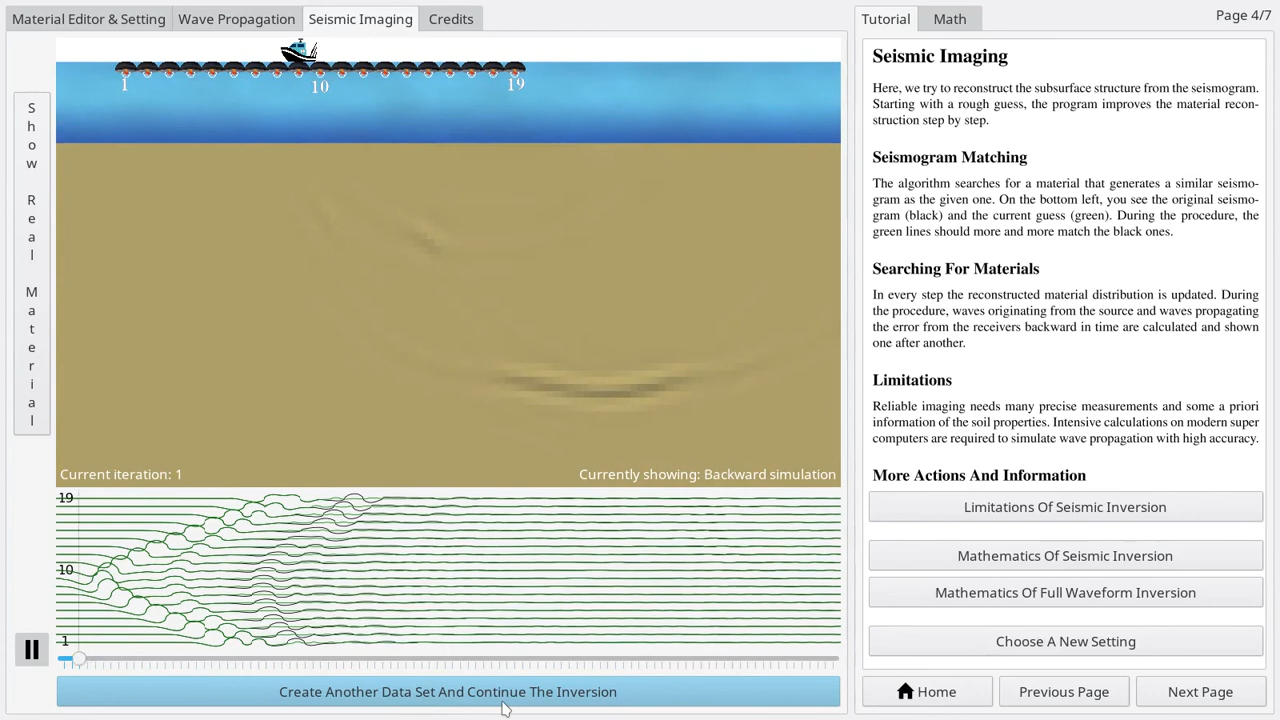 Material Editor & Setting
Wave Propagation
Seismic Imaging
Credits
Tutorial
Math
Page 4/7
Show Real Material
1
10
19
Current iteration: 1
Currently showing: Backward simulation
19
10
1
Create Another Data Set And Continue The Inversion
Seismic Imaging
Here, we try to reconstruct the subsurface structure from the seismogram.
Starting with a rough guess, the program improves the material recon-
struction step by step.
Seismogram Matching
The algorithm searches for a material that generates a similar seismo-
gram as the given one. On the bottom left, you see the original seismo-
gram (black) and the current guess (green). During the procedure, the
green lines should more and more match the black ones.
Searching For Materials
In every step the reconstructed material distribution is updated. During
the procedure, waves originating from the source and waves propagating
the error from the receivers backward in time are calculated and shown
one after another.
Limitations
Reliable imaging needs many precise measurements and some a priori
information of the soil properties. Intensive calculations on modern super
computers are required to simulate wave propagation with high accuracy.
More Actions And Information
Limitations Of Seismic Inversion
Mathematics Of Seismic Inversion
Mathematics Of Full Waveform Inversion
Choose A New Setting
Home
Previous Page
Next Page